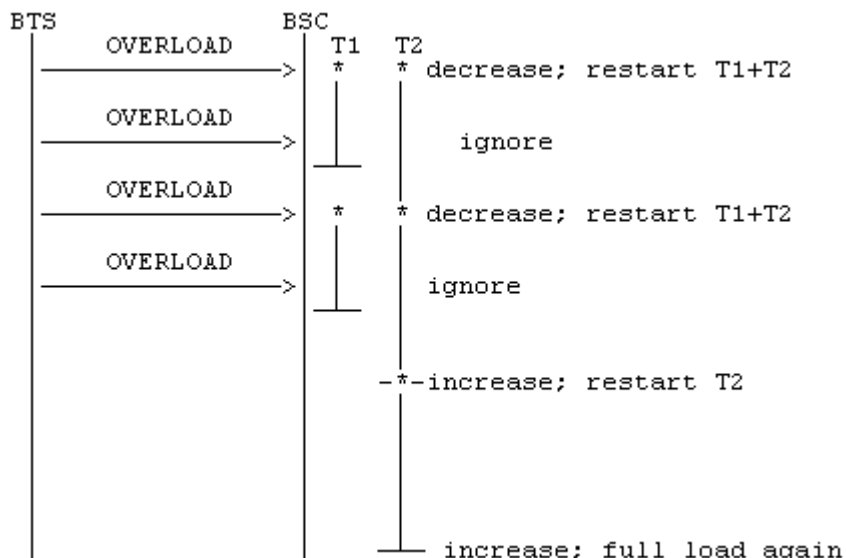 BTS BSC
OVERLOAD T1 T2
* * decrease; restart T1+T2
OVERLOAD
ignore
OVERLOAD
* * decrease; restart T1+T2
OVERLOAD
ignore
-*-increase; restart T2
increase; full load again